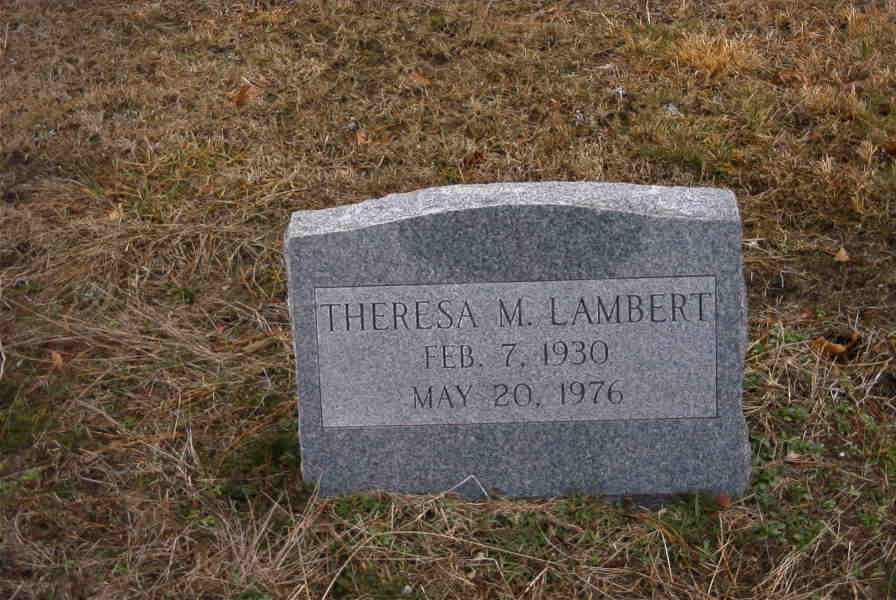 THERESA M. LAMBERT
FEB. 7, 1930
MAY 20, 1976